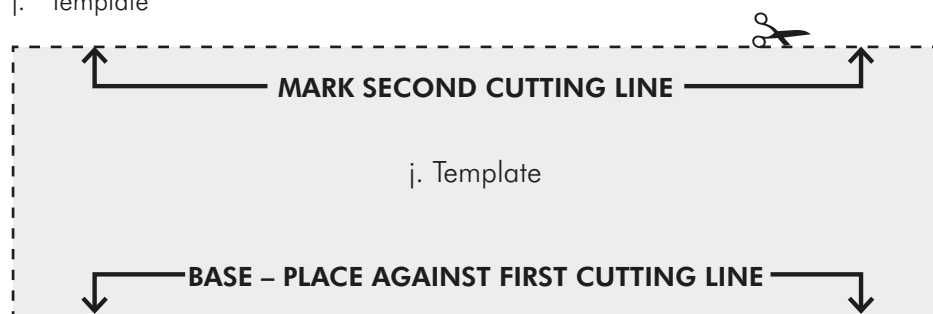 j. Template
MARK SECOND CUTTING LINE
j. Template
BASE – PLACE AGAINST FIRST CUTTING LINE